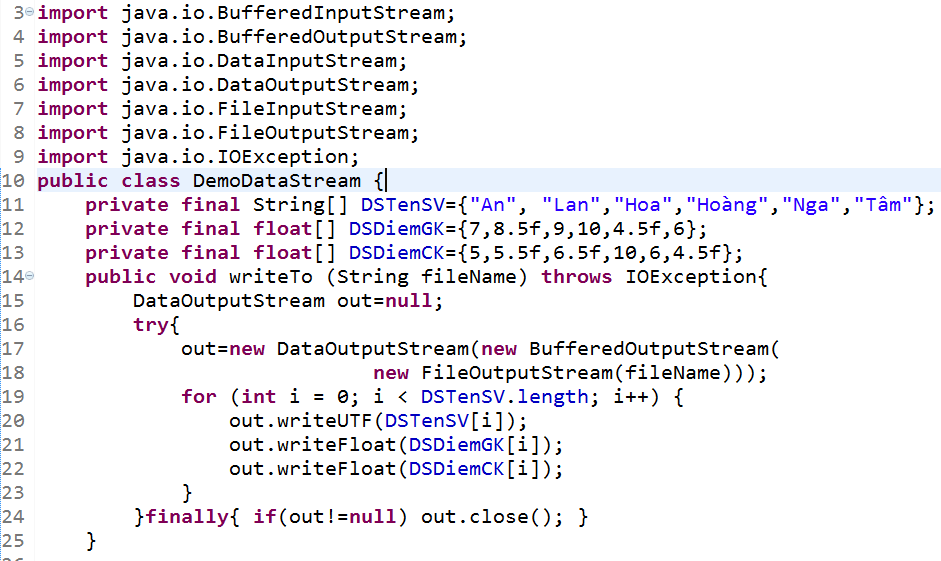 3 import java.io.BufferedInputStream;
4 import java.io.BufferedOutputStream;
5 import java.io.DataInputStream;
6 import java.io.DataOutputStream;
7 import java.io.FileInputStream;
8 import java.io.FileOutputStream;
9 import java.io.IOException;
10 public class DemoDataStream {
11     private final String[] DSTenSV={"An", "Lan","Hoa","Hoàng","Nga","Tâm"};
12     private final float[] DSDiemGK={7,8.5f,9,10,4.5f,6};
13     private final float[] DSDiemCK={5,5.5f,6.5f,10,6,4.5f};
14     public void writeTo (String fileName) throws IOException{
15         DataOutputStream out=null;
16         try{
17             out=new DataOutputStream(new BufferedOutputStream(
18                             new FileOutputStream(fileName)));
19             for (int i = 0; i < DSTenSV.length; i++) {
20                 out.writeUTF(DSTenSV[i]);
21                 out.writeFloat(DSDiemGK[i]);
22                 out.writeFloat(DSDiemCK[i]);
23             }
24         }finally{ if(out!=null) out.close(); }
25     }